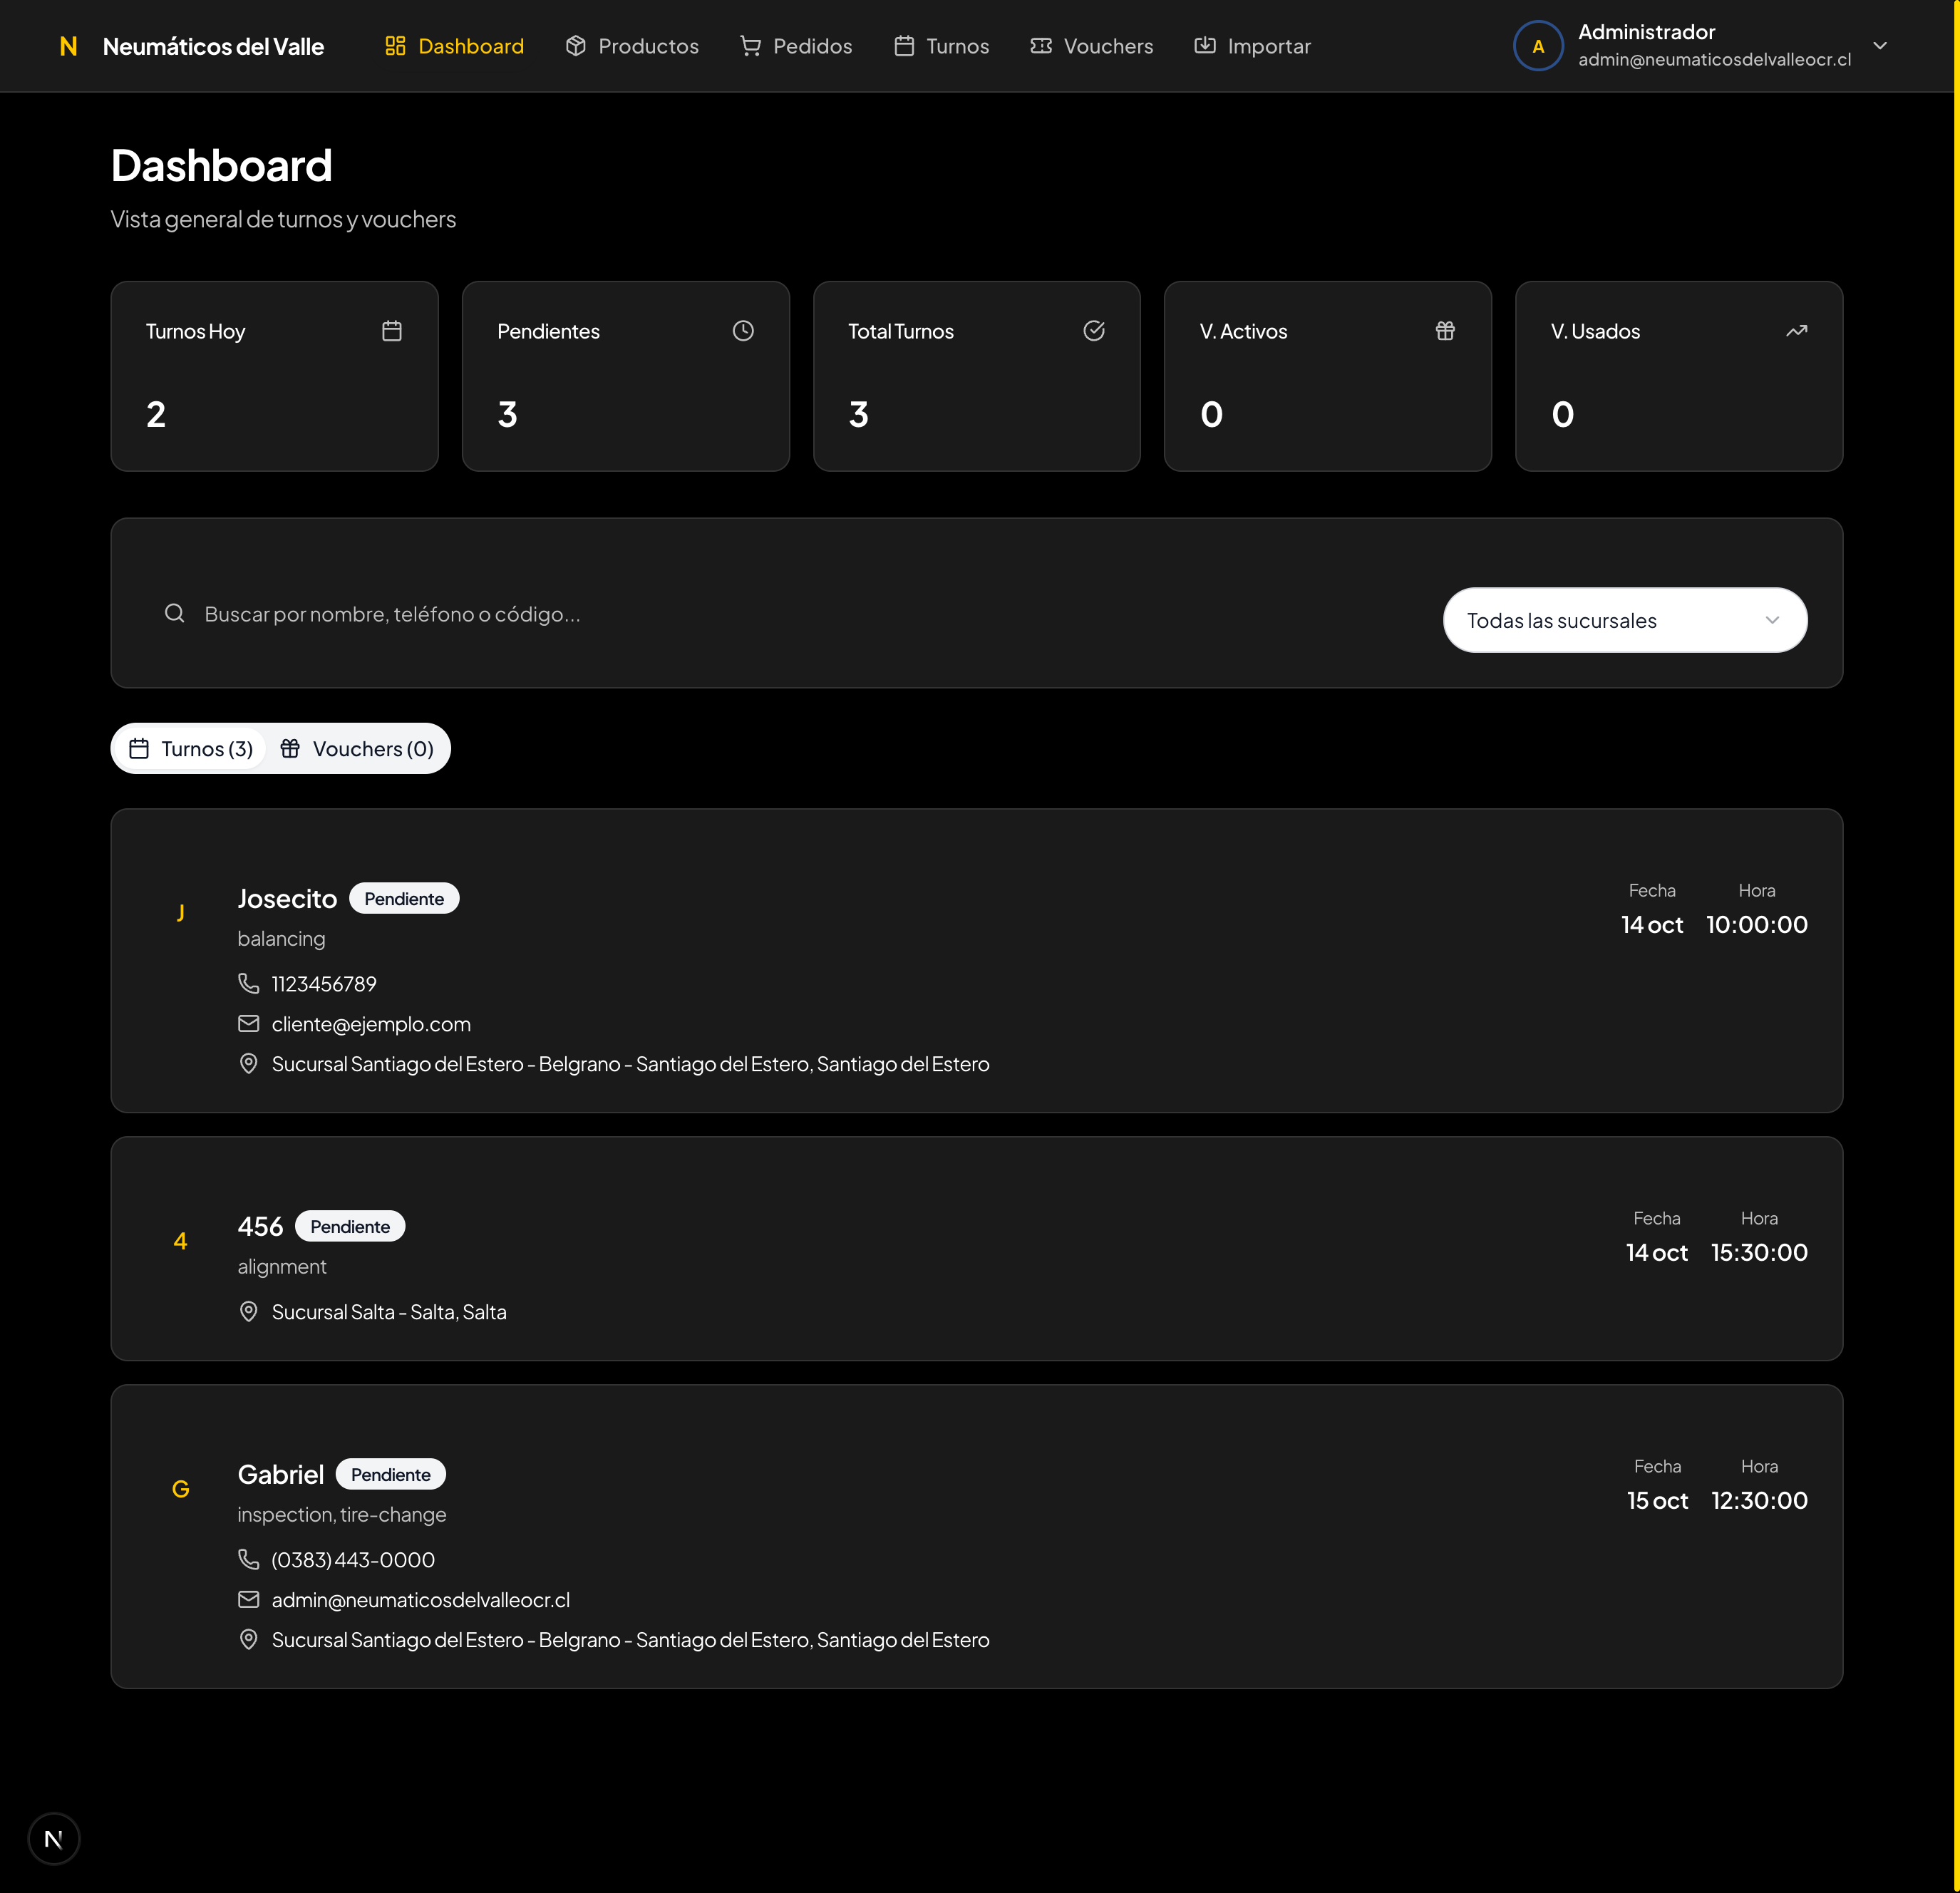 N Neumáticos del Valle Dashboard Productos Pedidos Turnos Vouchers Importar A Administrador
admin@neumaticosdelvalleocr.cl
Dashboard
Vista general de turnos y vouchers
Turnos Hoy Pendientes Total Turnos V. Activos V. Usados
2 3 3 0 0
Buscar por nombre, teléfono o código... Todas las sucursales
Turnos (3) Vouchers (0)
J Josecito Pendiente Fecha Hora
14 oct 10:00:00
balancing
1123456789
cliente@ejemplo.com
Sucursal Santiago del Estero - Belgrano - Santiago del Estero, Santiago del Estero
4 456 Pendiente Fecha Hora
14 oct 15:30:00
alignment
Sucursal Salta - Salta, Salta
G Gabriel Pendiente Fecha Hora
15 oct 12:30:00
inspection, tire-change
(0383) 443-0000
admin@neumaticosdelvalleocr.cl
Sucursal Santiago del Estero - Belgrano - Santiago del Estero, Santiago del Estero
N